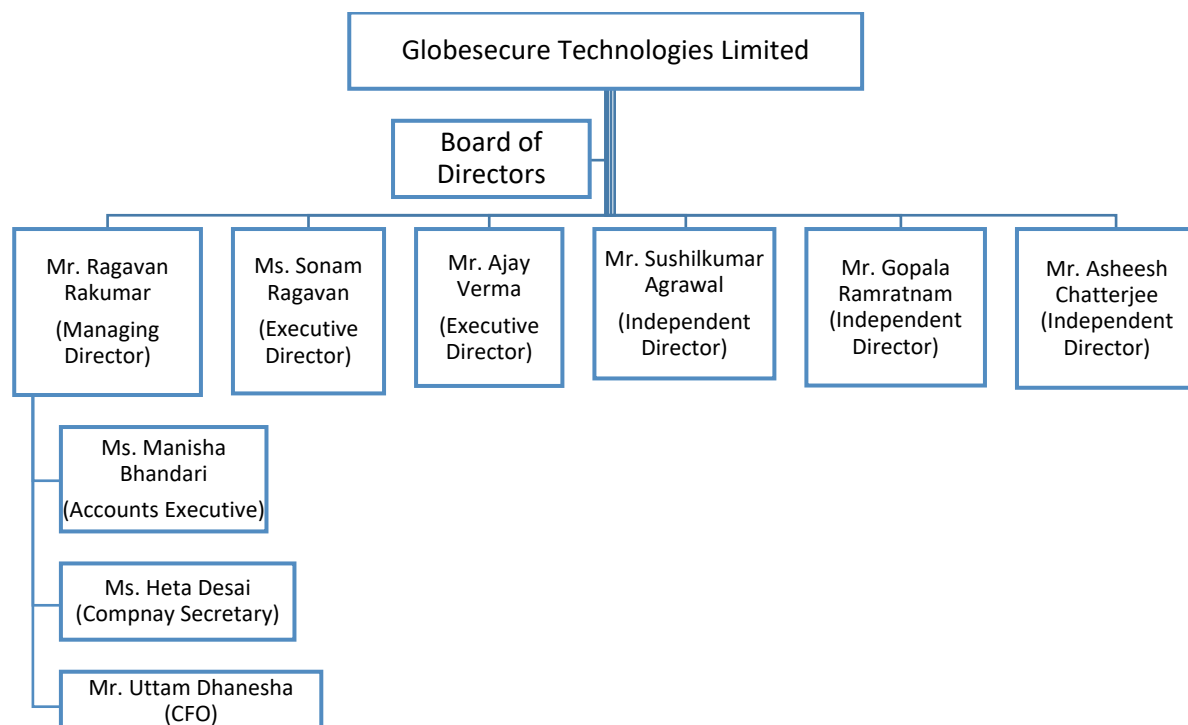 Globesecure Technologies Limited
Board of
Directors
Mr. Ragavan
Rakumar
(Managing
Director)
Ms. Sonam
Ragavan
(Executive
Director)
Mr. Ajay
Verma
(Executive
Director)
Mr. Sushilkumar
Agrawal
(Independent
Director)
Mr. Gopala
Ramratnam
(Independent
Director)
Mr. Asheesh
Chatterjee
(Independent
Director)
Ms. Manisha
Bhandari
(Accounts Executive)
Ms. Heta Desai
(Compnay Secretary)
Mr. Uttam Dhanesha
(CFO)